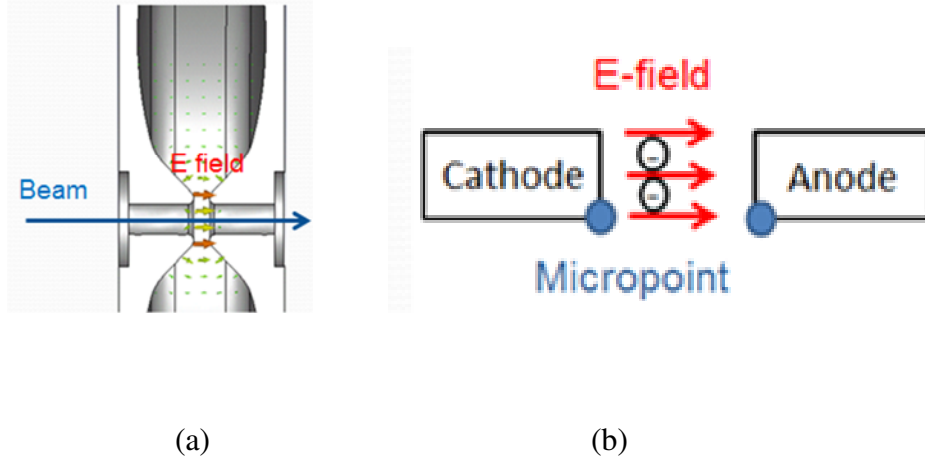 E field
Beam
(a)
(b)
E-field
Cathode
-
-
Anode
Micropoint